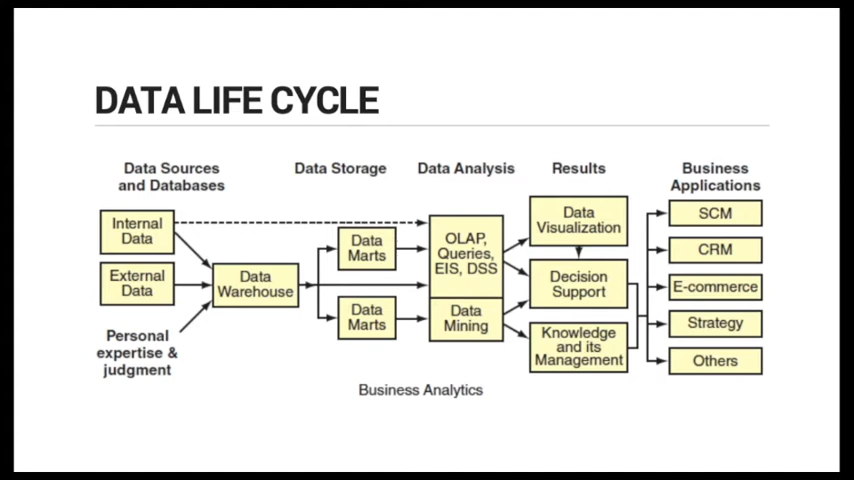 DATA LIFE CYCLE
Data Sources
and Databases
Data Storage
Data Analysis
Results
Business
Applications
Internal
Data
External
Data
Personal
expertise &
judgment
Data
Warehouse
Data
Marts
Data
Marts
OLAP,
Queries,
EIS, DSS
Data
Mining
Data
Visualization
Decision
Support
Knowledge
and its
Management
SCM
CRM
E-commerce
Strategy
Others
Business Analytics